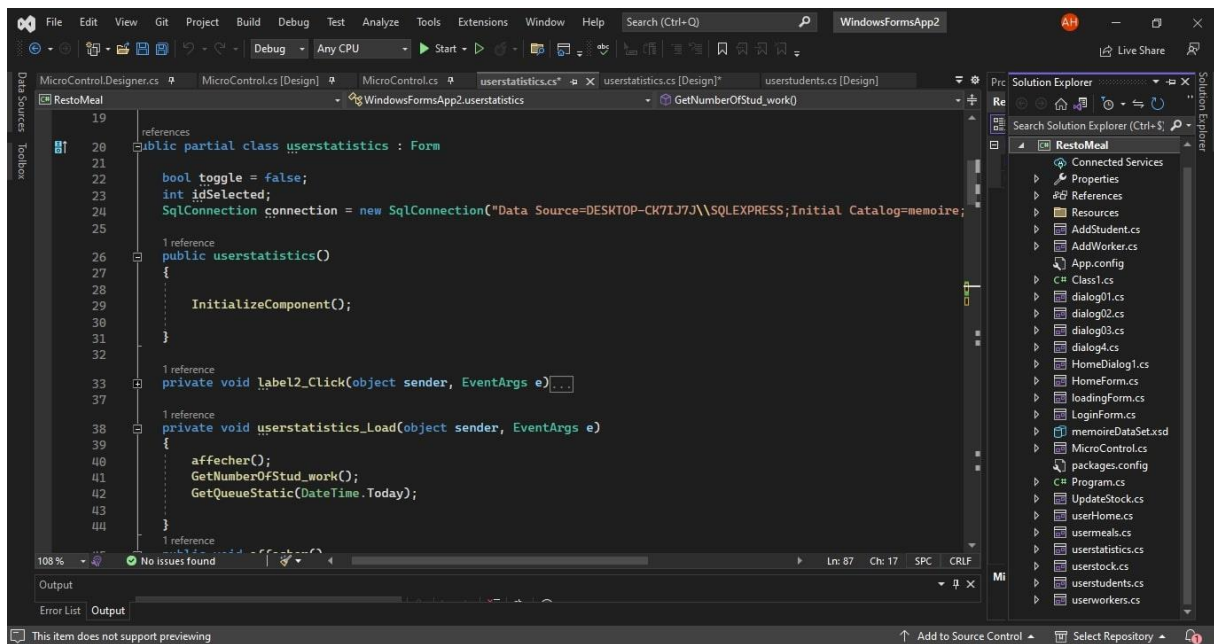 File Edit View Git Project Build Debug Test Analyze Tools Extensions Window Help Search (Ctrl+Q) WindowsFormsApp2 AH
Debug Any CPU Start Live Share
MicroControl.Designer.cs MicroControl.cs [Design] MicroControl.cs userstatistics.cs* userstatistics.cs [Design]* userstudents.cs [Design]
RestoMeal WindowsFormsApp2.userstatistics GetNumberOfStud_work()
Data Sources Toolbox
19
references
20 ublic partial class userstatistics : Form
21
22 bool toggle = false;
23 int idSelected;
24 SqlConnection connection = new SqlConnection("Data Source=DESKTOP-CK7IJ7J\\SQLEXPRESS;Initial Catalog=memoire;
25
1 reference
26 public userstatistics()
27 {
28
29 InitializeComponent();
30
31 }
32
1 reference
33 private void label2_Click(object sender, EventArgs e)...
37
1 reference
38 private void userstatistics_Load(object sender, EventArgs e)
39 {
40 affecher();
41 GetNumberOfStud_work();
42 GetQueueStatic(DateTime.Today);
43
44 }
1 reference
108 % No issues found Ln: 87 Ch: 17 SPC CRLF
Output
Error List Output
This item does not support previewing Add to Source Control Select Repository
Prc
Re
Mi
Solution Explorer
Search Solution Explorer (Ctrl+$;
RestoMeal
Connected Services
Properties
References
Resources
AddStudent.cs
AddWorker.cs
App.config
C# Class1.cs
dialog01.cs
dialog02.cs
dialog03.cs
dialog4.cs
HomeDialog1.cs
HomeForm.cs
loadingForm.cs
LoginForm.cs
memoireDataSet.xsd
MicroControl.cs
packages.config
C# Program.cs
UpdateStock.cs
userHome.cs
usermeals.cs
userstatistics.cs
userstock.cs
userstudents.cs
userworkers.cs
Solution Explorer